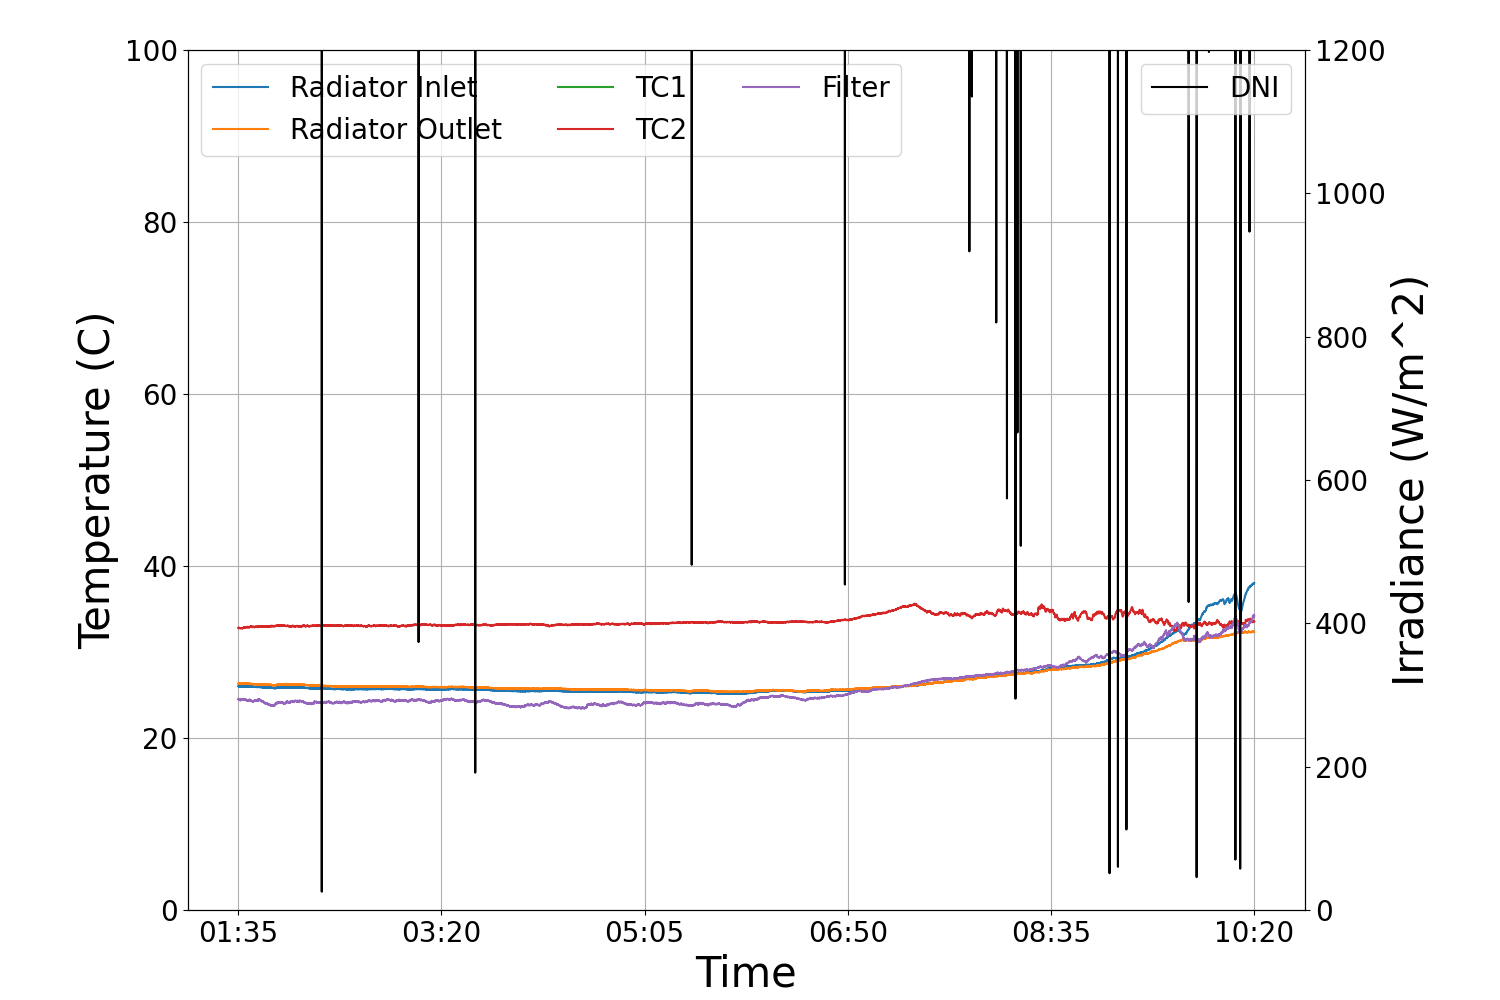 100
80
60
40
20
0
Temperature (C)
Radiator Inlet
Radiator Outlet
TC1
TC2
Filter
DNI
1200
1000
800
600
400
200
0
Irradiance (W/m^2)
01:35 03:20 05:05 06:50 08:35 10:20
Time